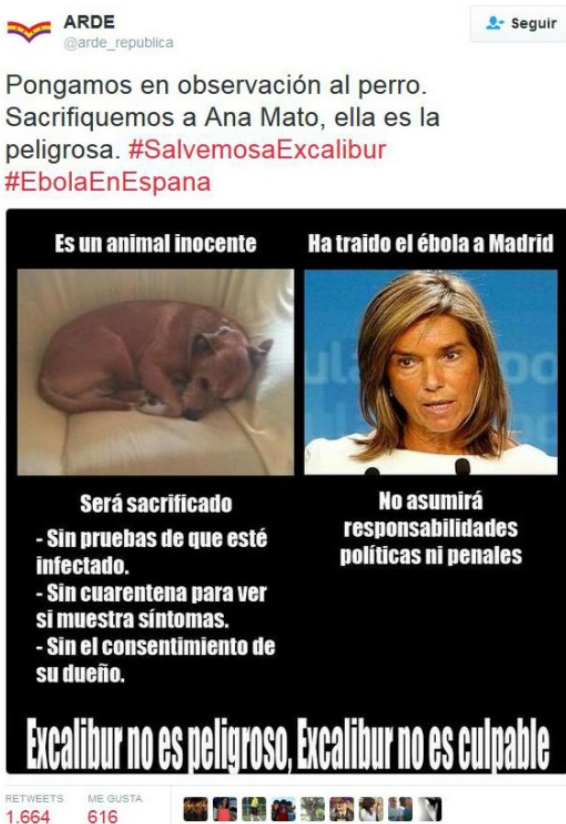 ARDE
@arde_republica
Seguir
Pongamos en observación al perro.
Sacrifiquemos a Ana Mato, ella es la
peligrosa. #SalvemosaExcalibur
#EbolaEnEspana
Es un animal inocente
Ha traido el ébola a Madrid
Será sacrificado
- Sin pruebas de que esté
infectado.
- Sin cuarentena para ver
si muestra síntomas.
- Sin el consentimiento de
su dueño.
No asumirá
responsabilidades
políticas ni penales
Excalibur no es peligroso, Excalibur no es culpable
RETWEETS
1.664
ME GUSTA
616